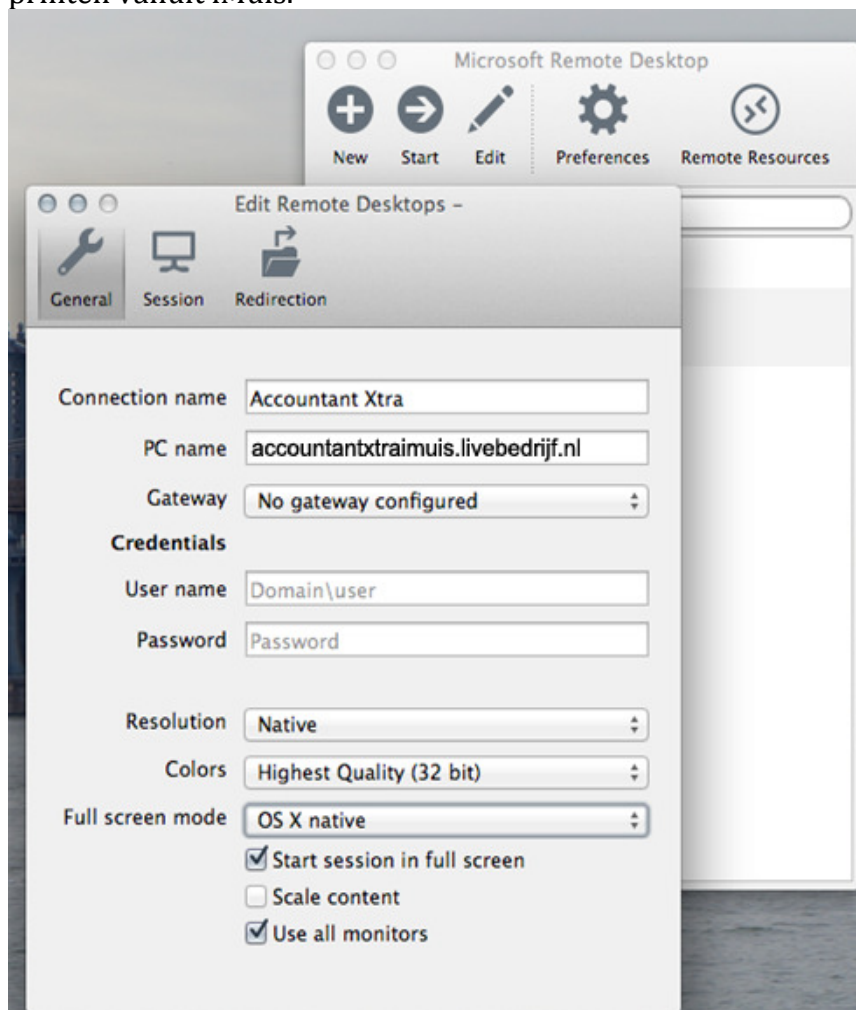 printen vanuit iMuis.
Microsoft Remote Desktop
New Start Edit Preferences Remote Resources
Edit Remote Desktops –
General Session Redirection
Connection name Accountant Xtra
PC name accountantxtraimuis.livebedrijf.nl
Gateway No gateway configured
Credentials
User name Domain\user
Password Password
Resolution Native
Colors Highest Quality (32 bit)
Full screen mode OS X native
Start session in full screen
Scale content
Use all monitors